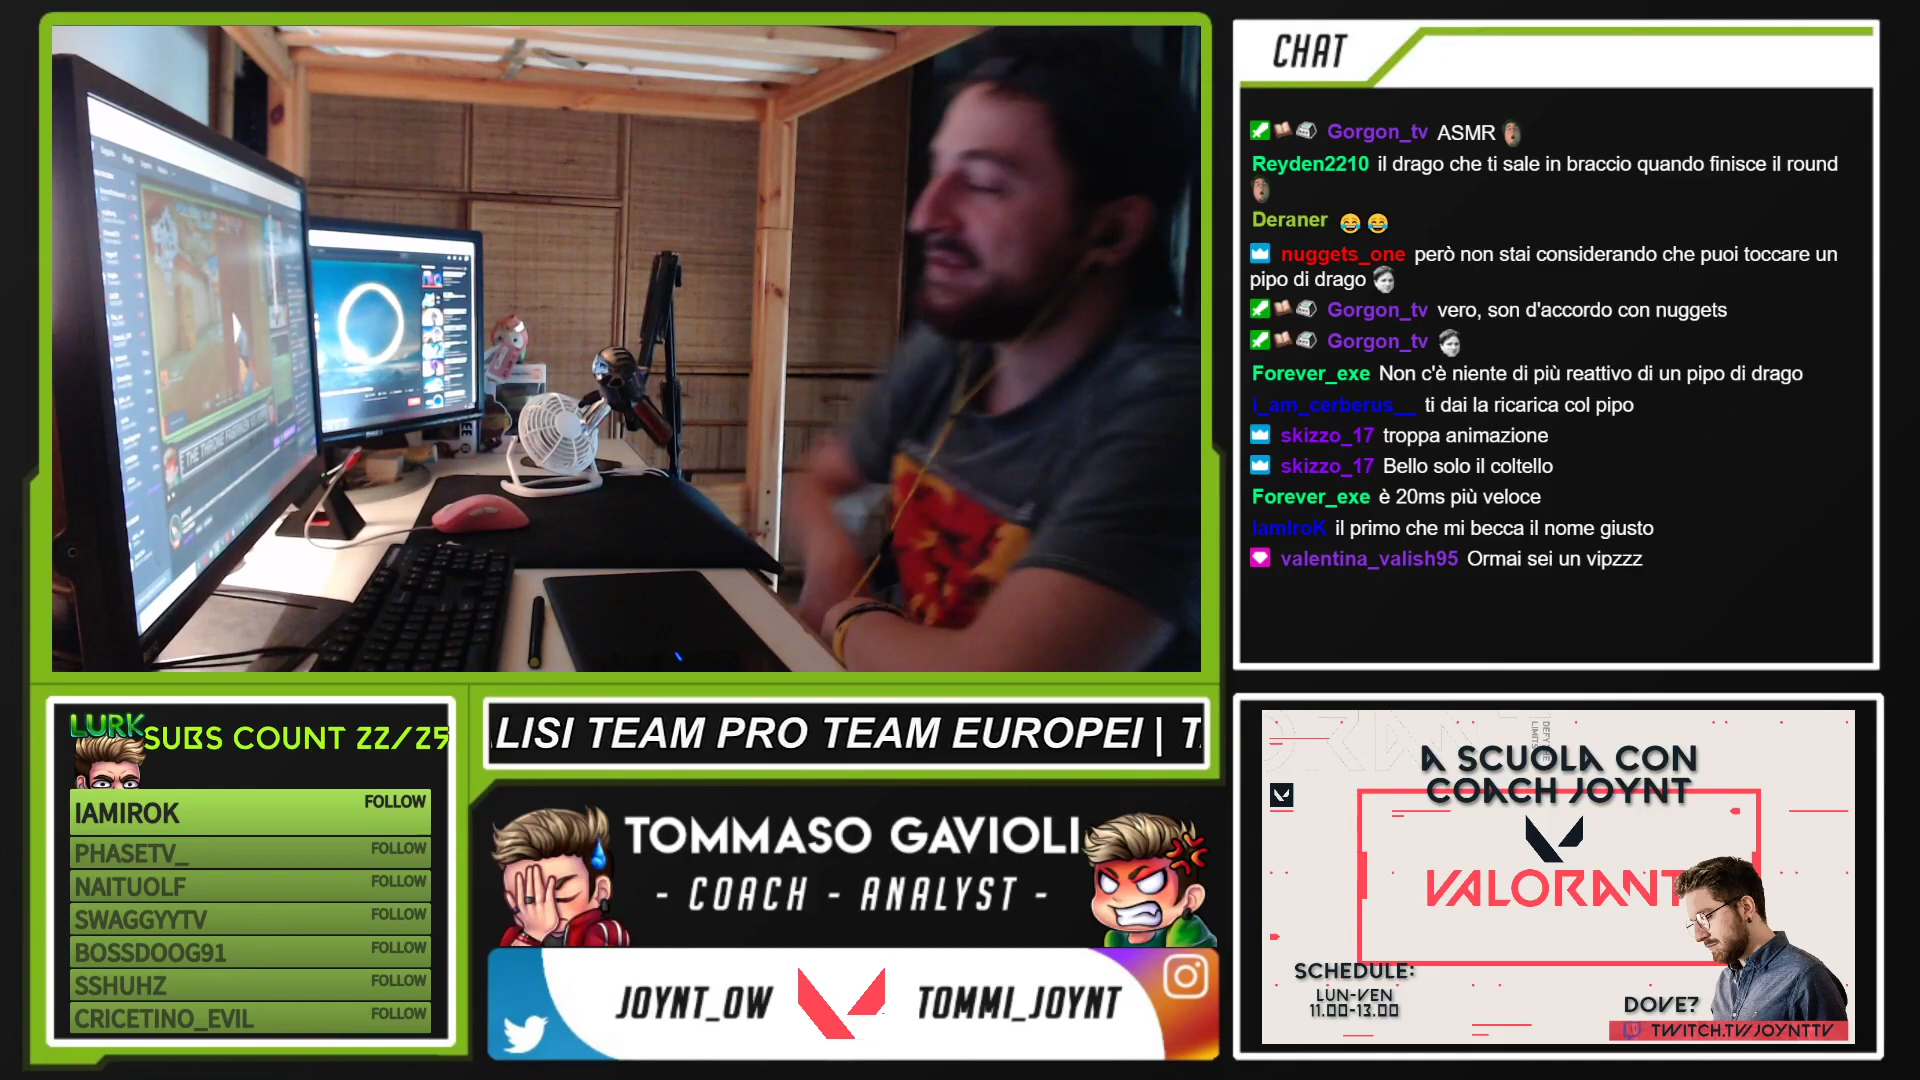 CHAT
Gorgon_tv ASMR
Reyden2210 il drago che ti sale in braccio quando finisce il round
Deraner
nuggets_one però non stai considerando che puoi toccare un
pipo di drago
Gorgon_tv vero, son d'accordo con nuggets
Gorgon_tv
Forever_exe Non c'è niente di più reattivo di un pipo di drago
i_am_cerberus__ ti dai la ricarica col pipo
skizzo_17 troppa animazione
skizzo_17 Bello solo il coltello
Forever_exe è 20ms più veloce
IamIroK il primo che mi becca il nome giusto
valentina_valish95 Ormai sei un vipzzz
LURK
SUBS COUNT 22/25
IAMIROK FOLLOW
PHASETV_ FOLLOW
NAITUOLF FOLLOW
SWAGGYYTV FOLLOW
BOSSDOOG91 FOLLOW
SSHUHZ FOLLOW
CRICETINO_EVIL FOLLOW
LISI TEAM PRO TEAM EUROPEI | T
TOMMASO GAVIOLI
- COACH - ANALYST -
JOYNT_OW
TOMMI_JOYNT
DEFY THE
LIMITS
A SCUOLA CON
COACH JOYNT
VALORANT
SCHEDULE:
LUN-VEN
11.00-13.00
DOVE?
TWITCH.TV/JOYNTTV